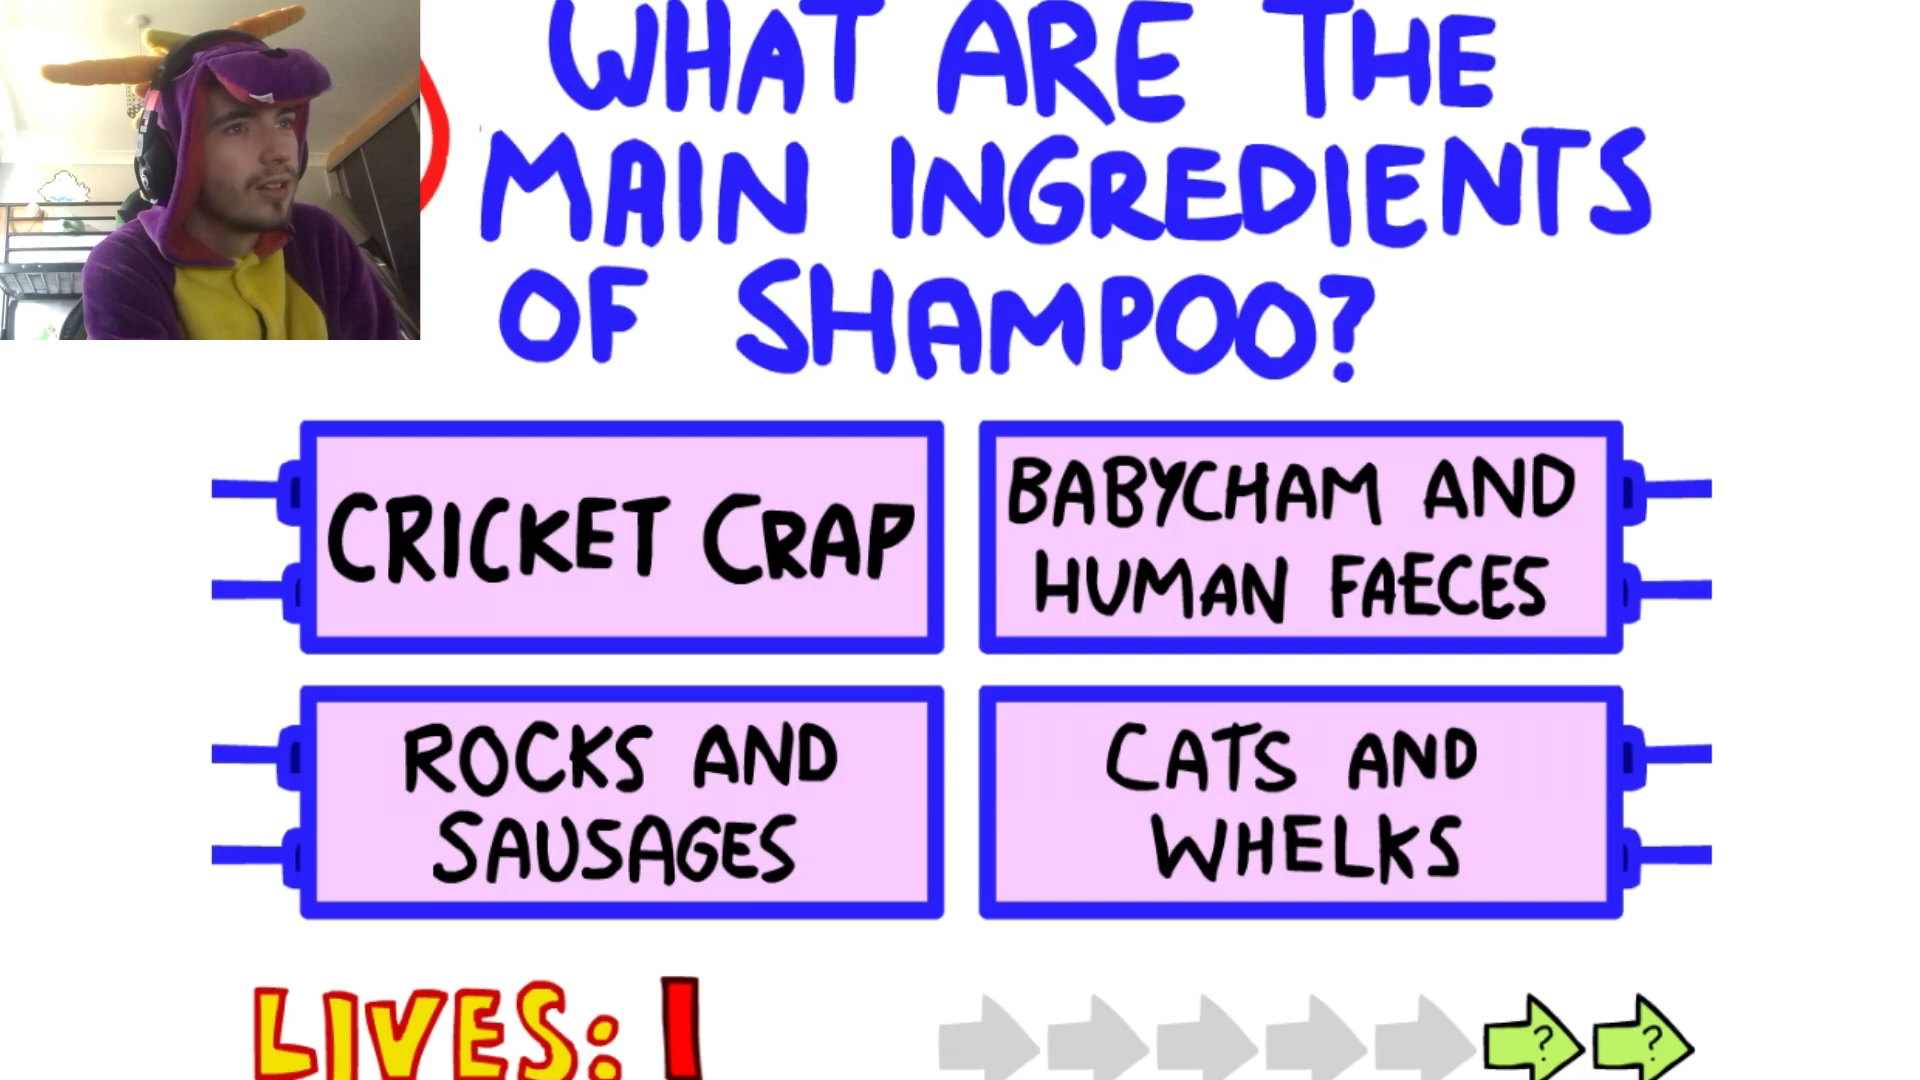 WHAT ARE THE
MAIN INGREDIENTS
OF SHAMPOO?
CRICKET CRAP
BABYCHAM AND
HUMAN FAECES
ROCKS AND
SAUSAGES
CATS AND
WHELKS
LIVES: 1
? ?